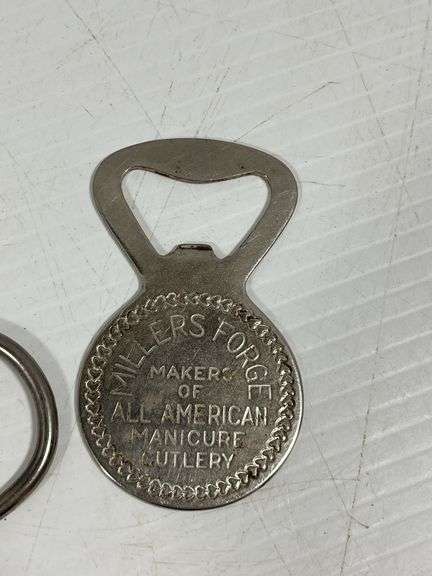 MILLERS FORGE
MAKERS
OF
ALL AMERICAN
MANICURE
CUTLERY